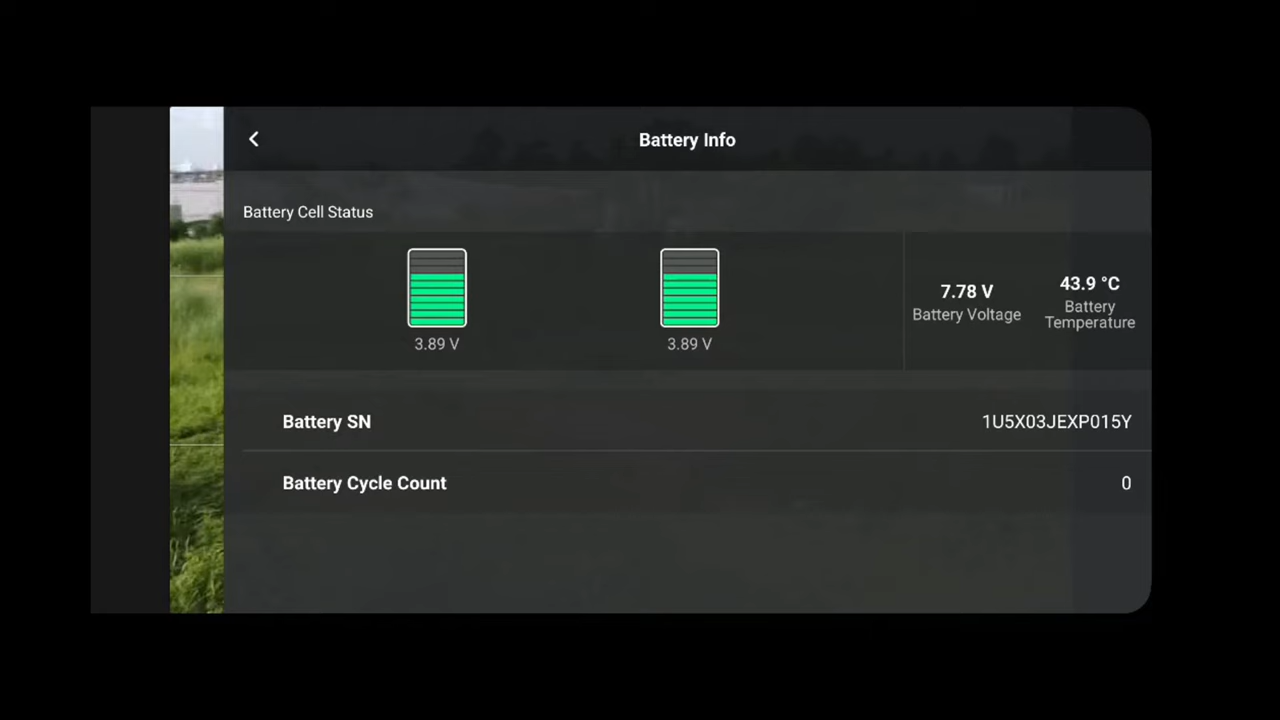 Battery Info
Battery Cell Status
3.89 V
3.89 V
7.78 V
Battery Voltage
43.9 °C
Battery
Temperature
Battery SN
1U5X03JEXP015Y
Battery Cycle Count
0